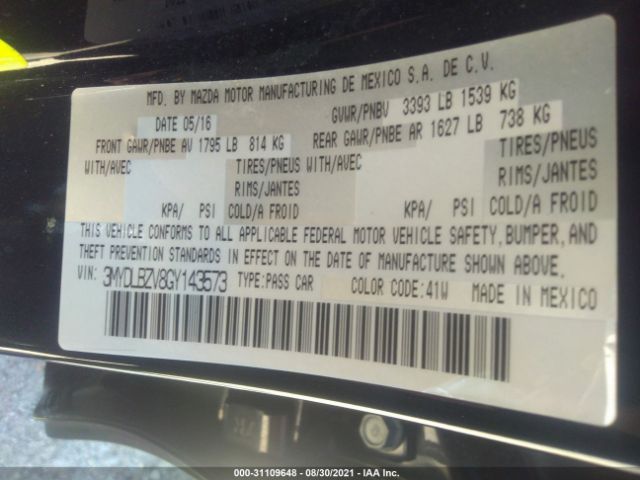 MFD. BY MAZDA MOTOR MANUFACTURING DE MEXICO S.A. DE C.V.
DATE 05/16 GVWR/PNBV 3393 LB 1539 KG
FRONT GAWR/PNBE AV 1795 LB 814 KG REAR GAWR/PNBE AR 1627 LB 738 KG
WITH/AVEC TIRES/PNEUS WITH/AVEC TIRES/PNEUS
RIMS/JANTES RIMS/JANTES
KPA/ PSI COLD/A FROID KPA/ PSI COLD/A FROID
THIS VEHICLE CONFORMS TO ALL APPLICABLE FEDERAL MOTOR VEHICLE SAFETY, BUMPER, AND
THEFT PREVENTION STANDARDS IN EFFECT ON THE DATE OF MANUFACTURE SHOWN ABOVE.
VIN: 3MYDLBZV8GY143573 TYPE:PASS CAR COLOR CODE:41W MADE IN MEXICO
000-31109648 - 08/30/2021 - IAA Inc.